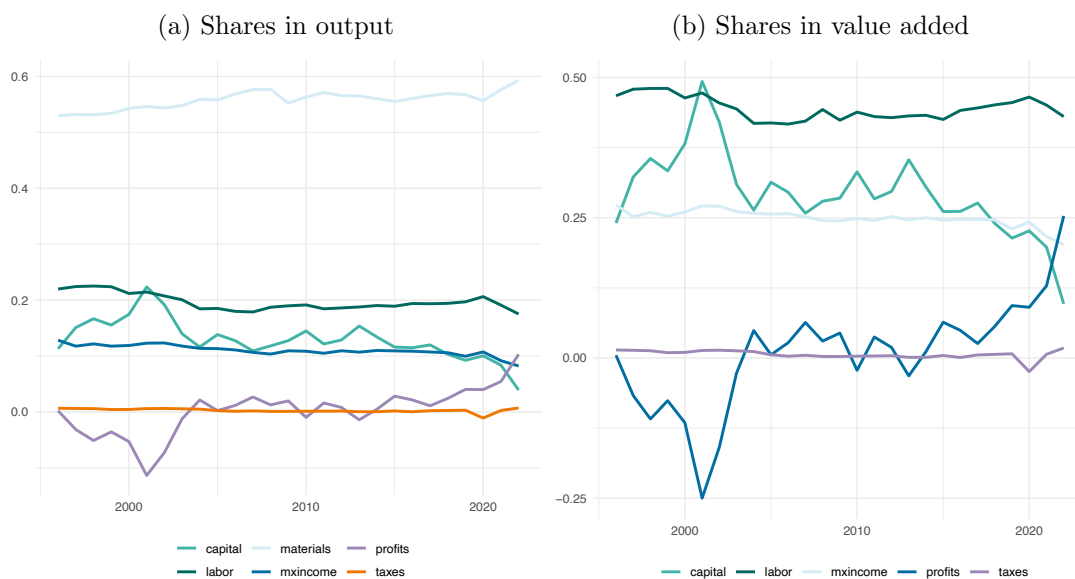 (a) Shares in output
0.6
0.4
0.2
0.0
2000 2010 2020
capital materials profits
labor mxincome taxes
(b) Shares in value added
0.50
0.25
0.00
−0.25
2000 2010 2020
capital labor mxincome profits taxes